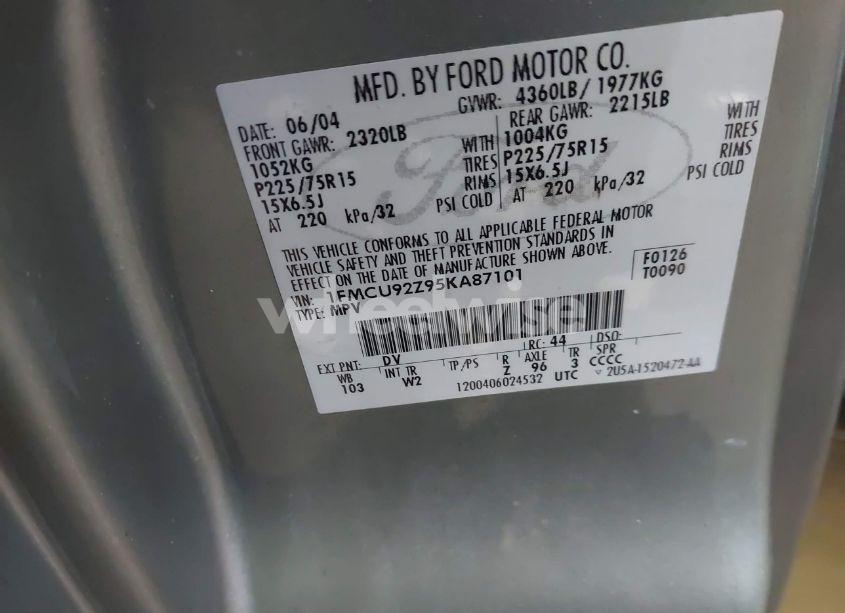 MFD. BY FORD MOTOR CO.
DATE: 06/04 GVWR: 4360LB/ 1977KG
FRONT GAWR: 2320LB REAR GAWR: 2215LB
1052KG WITH 1004KG WITH
P225/75R15 TIRES P225/75R15 TIRES
15X6.5J RIMS 15X6.5J RIMS
AT 220 kPa/32 PSI COLD AT 220 kPa/32 PSI COLD
Ford
THIS VEHICLE CONFORMS TO ALL APPLICABLE FEDERAL MOTOR
VEHICLE SAFETY AND THEFT PREVENTION STANDARDS IN
EFFECT ON THE DATE OF MANUFACTURE SHOWN ABOVE.
F0126
T0090
VIN: 1FMCU92Z95KA87101
TYPE: MPV
wheelwise
EXT PNT: DV RC: 44 DSO:
WB INT TR TP/PS R AXLE TR SPR
103 W2 Z 96 3 CCCC
1200406024532 UTC ▽ 2U5A-1520472-AA